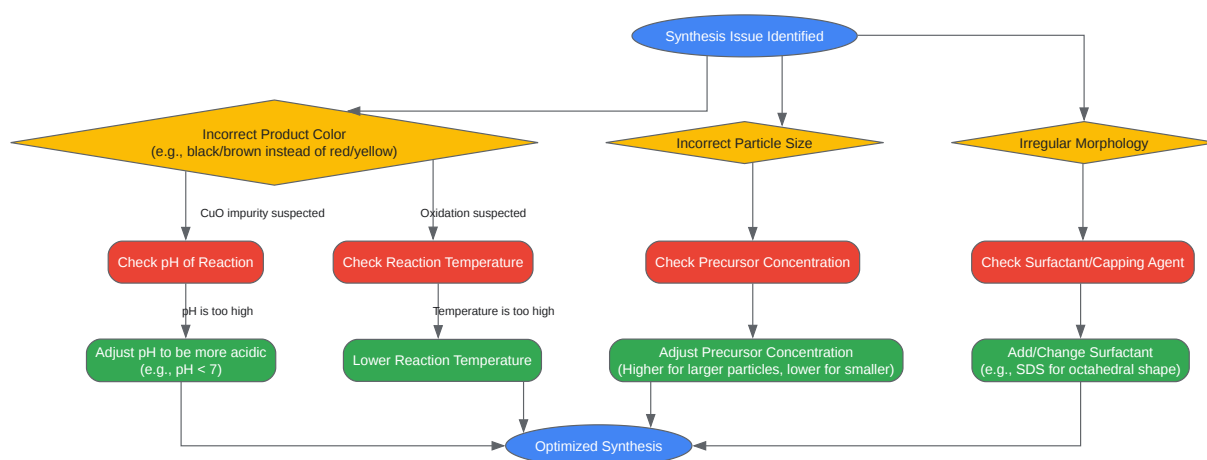 Synthesis Issue Identified
Incorrect Product Color
(e.g., black/brown instead of red/yellow)
Incorrect Particle Size
Irregular Morphology
CuO impurity suspected
Oxidation suspected
Check pH of Reaction
Check Reaction Temperature
Check Precursor Concentration
Check Surfactant/Capping Agent
pH is too high
Temperature is too high
Adjust pH to be more acidic
(e.g., pH < 7)
Lower Reaction Temperature
Adjust Precursor Concentration
(Higher for larger particles, lower for smaller)
Add/Change Surfactant
(e.g., SDS for octahedral shape)
Optimized Synthesis